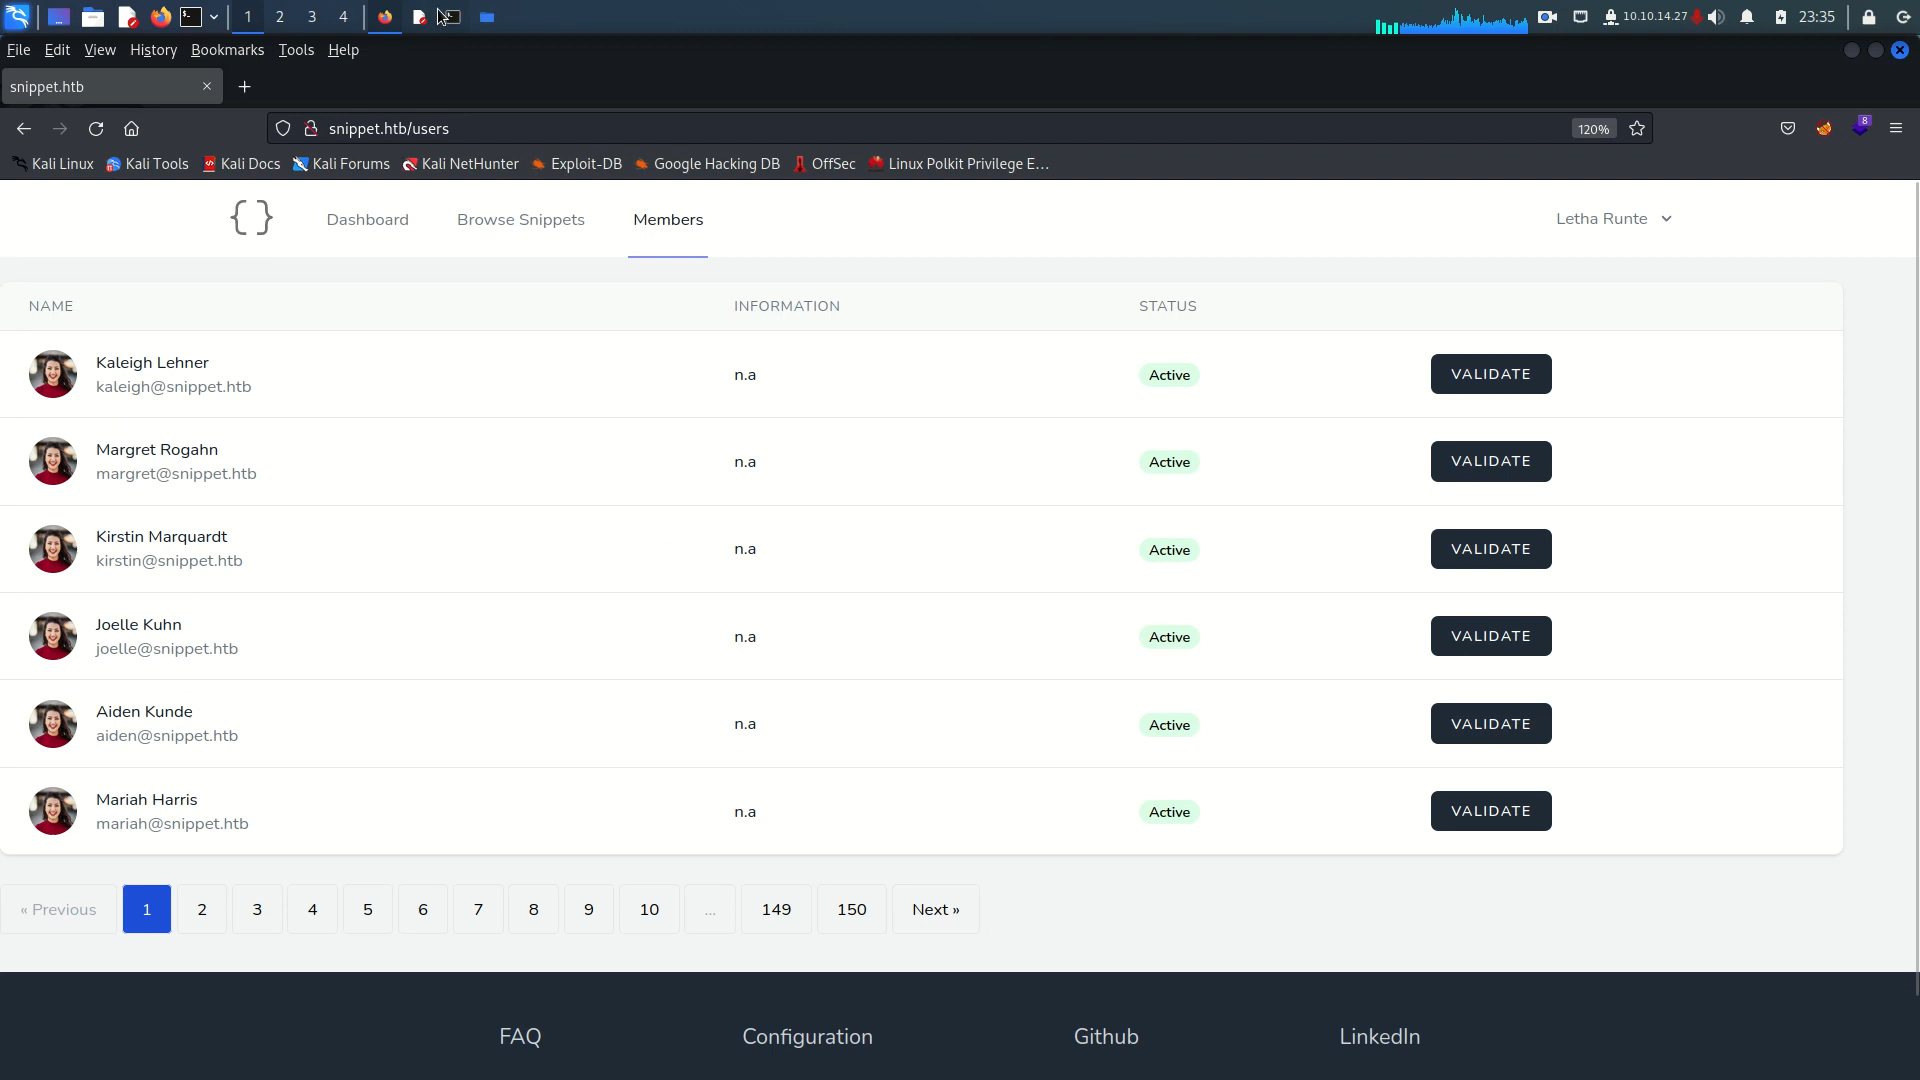 1 2 3 4 10.10.14.27 23:35
File Edit View History Bookmarks Tools Help
snippet.htb
snippet.htb/users 120% 8
Kali Linux Kali Tools Kali Docs Kali Forums Kali NetHunter Exploit-DB Google Hacking DB OffSec Linux Polkit Privilege E...
{} Dashboard Browse Snippets Members Letha Runte
NAME INFORMATION STATUS
Kaleigh Lehner
kaleigh@snippet.htb
n.a Active VALIDATE
Margret Rogahn
margret@snippet.htb
n.a Active VALIDATE
Kirstin Marquardt
kirstin@snippet.htb
n.a Active VALIDATE
Joelle Kuhn
joelle@snippet.htb
n.a Active VALIDATE
Aiden Kunde
aiden@snippet.htb
n.a Active VALIDATE
Mariah Harris
mariah@snippet.htb
n.a Active VALIDATE
« Previous 1 2 3 4 5 6 7 8 9 10 ... 149 150 Next »
FAQ Configuration Github LinkedIn